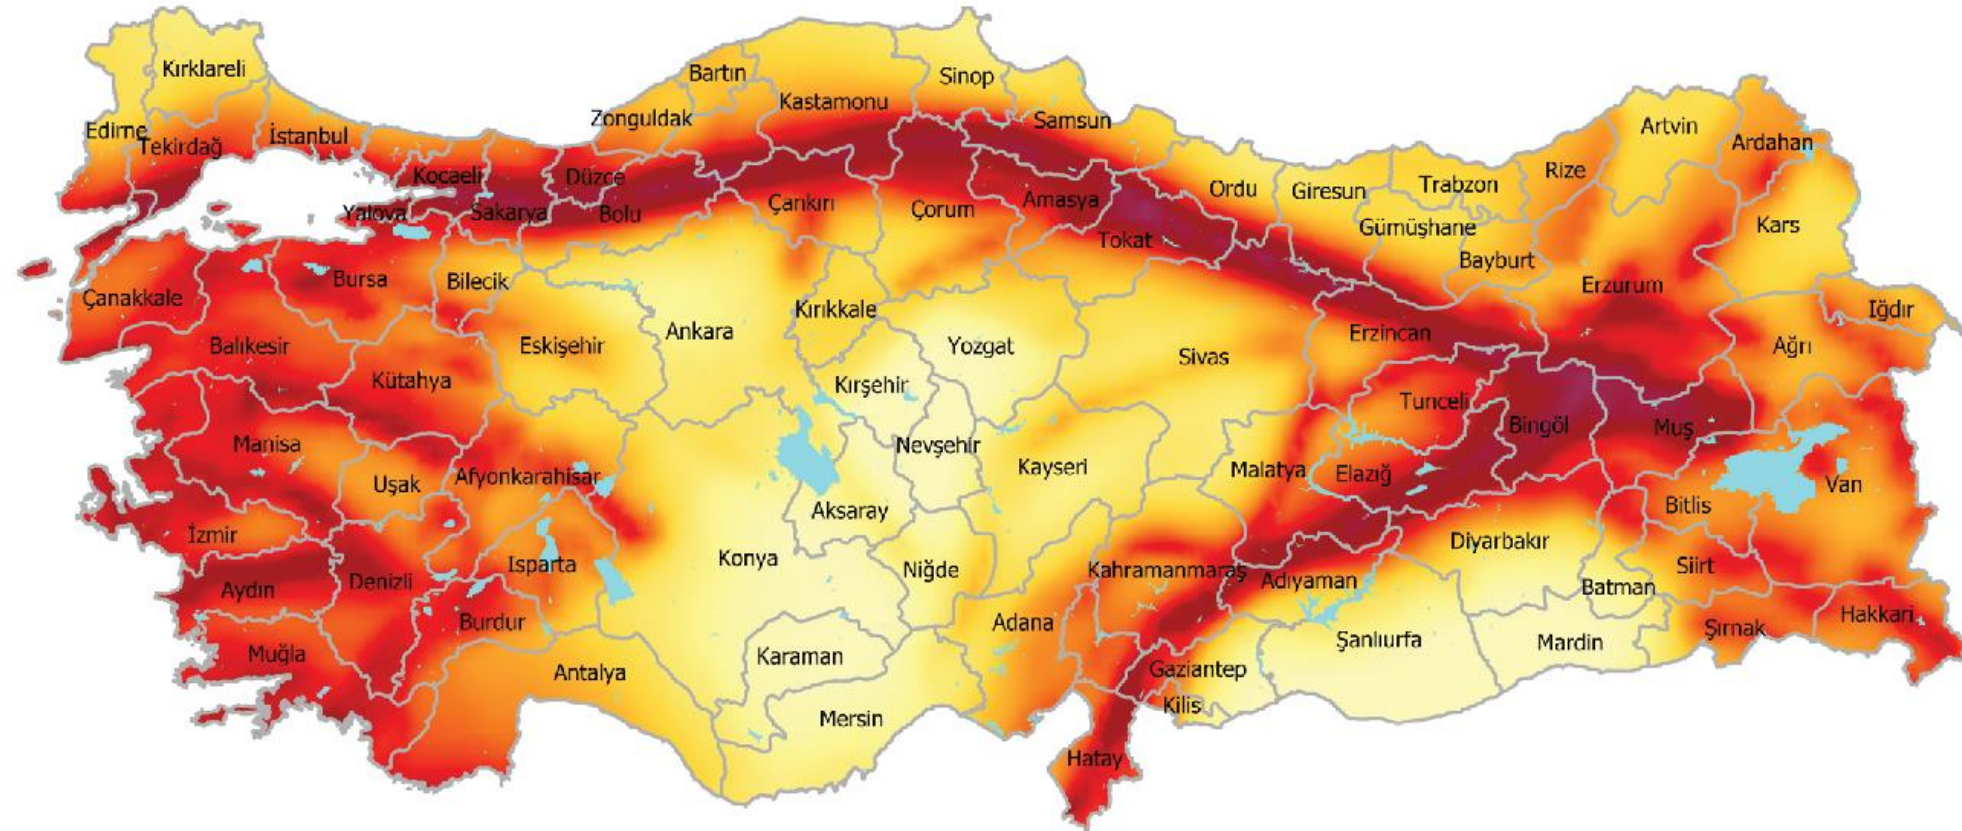 Kırklareli
Edirne
Tekirdağ
İstanbul
Kocaeli
Yalova
Sakarya
Düzce
Bolu
Zonguldak
Bartın
Kastamonu
Sinop
Samsun
Çankırı
Çorum
Amasya
Tokat
Ordu
Giresun
Trabzon
Gümüşhane
Bayburt
Rize
Artvin
Ardahan
Kars
Erzurum
Iğdır
Ağrı
Çanakkale
Bursa
Bilecik
Balıkesir
Kütahya
Eskişehir
Ankara
Kırıkkale
Yozgat
Kırşehir
Sivas
Erzincan
Tunceli
Bingöl
Muş
Manisa
Uşak
Afyonkarahisar
Nevşehir
Kayseri
Malatya
Elazığ
Bitlis
Van
İzmir
Aydın
Denizli
Isparta
Konya
Aksaray
Niğde
Kahramanmaraş
Adıyaman
Diyarbakır
Batman
Siirt
Muğla
Burdur
Antalya
Karaman
Mersin
Adana
Gaziantep
Kilis
Hatay
Şanlıurfa
Mardin
Şırnak
Hakkari